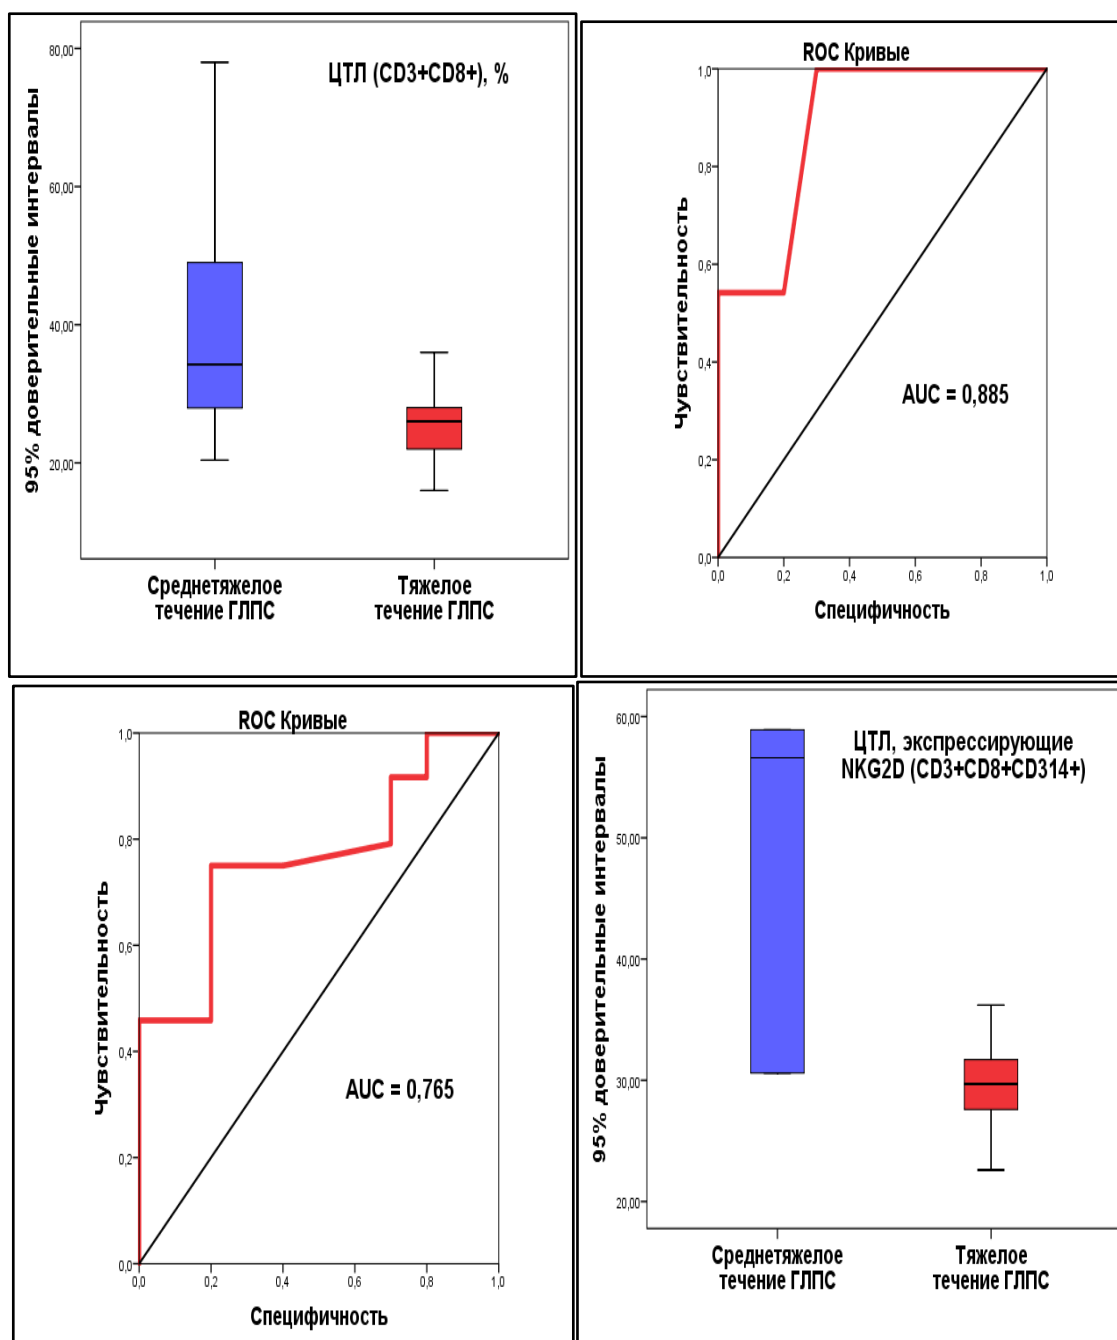 80,00
60,00
40,00
20,00
95% доверительные интервалы
ЦТЛ (CD3+CD8+), %
Среднетяжелое
течение ГЛПС
Тяжелое
течение ГЛПС
ROC Кривые
1,0
0,8
0,6
0,4
0,2
0,0
Чувствительность
AUC = 0,885
0,0
0,2
0,4
0,6
0,8
1,0
Специфичность
ROC Кривые
1,0
0,8
0,6
0,4
0,2
0,0
Чувствительность
AUC = 0,765
0,0
0,2
0,4
0,6
0,8
1,0
Специфичность
60,00
50,00
40,00
30,00
20,00
95% доверительные интервалы
ЦТЛ, экспрессирующие
NKG2D (CD3+CD8+CD314+)
Среднетяжелое
течение ГЛПС
Тяжелое
течение ГЛПС